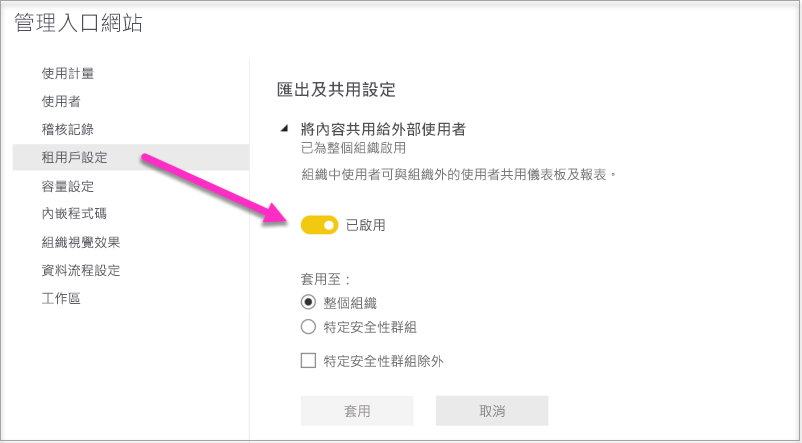 管理入口網站
使用計量
使用者
稽核記錄
租用戶設定
容量設定
內嵌程式碼
組織視覺效果
資料流程設定
工作區
匯出及共用設定
將內容共用給外部使用者
已為整個組織啟用
組織中使用者可與組織外的使用者共用儀表板及報表。
已啟用
套用至：
整個組織
特定安全性群組
特定安全性群組除外
套用
取消